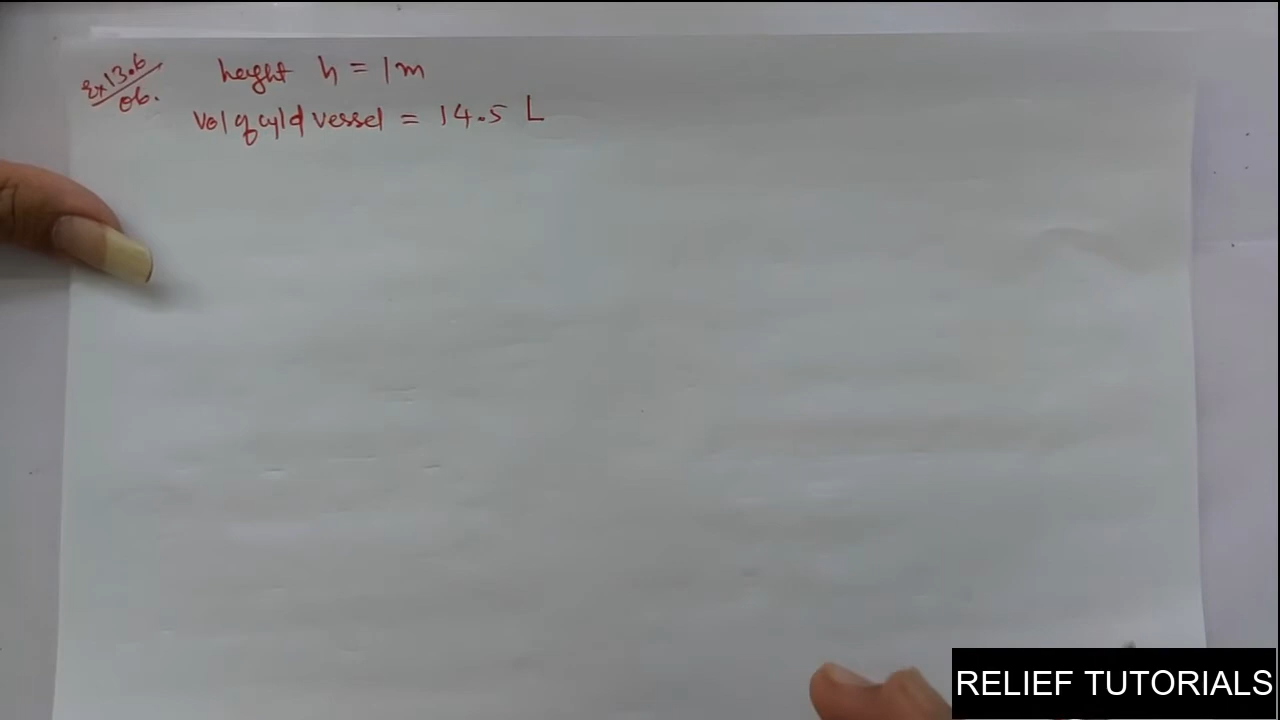 Ex 13.6
06.
height h = 1m
Vol of cyld vessel = 14.5 L
RELIEF TUTORIALS